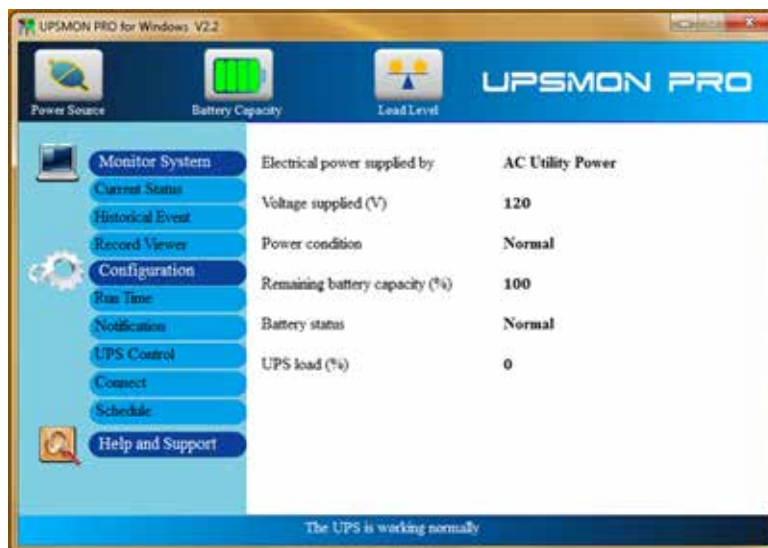 UPSMON PRO for Windows V2.2
Power Source
Battery Capacity
Load Level
UPSMON PRO
Monitor System
Current Status
Historical Event
Record Viewer
Configuration
Run Time
Notification
UPS Control
Connect
Schedule
Help and Support
Electrical power supplied by AC Utility Power
Voltage supplied (V) 120
Power condition Normal
Remaining battery capacity (%) 100
Battery status Normal
UPS load (%) 0
The UPS is working normally